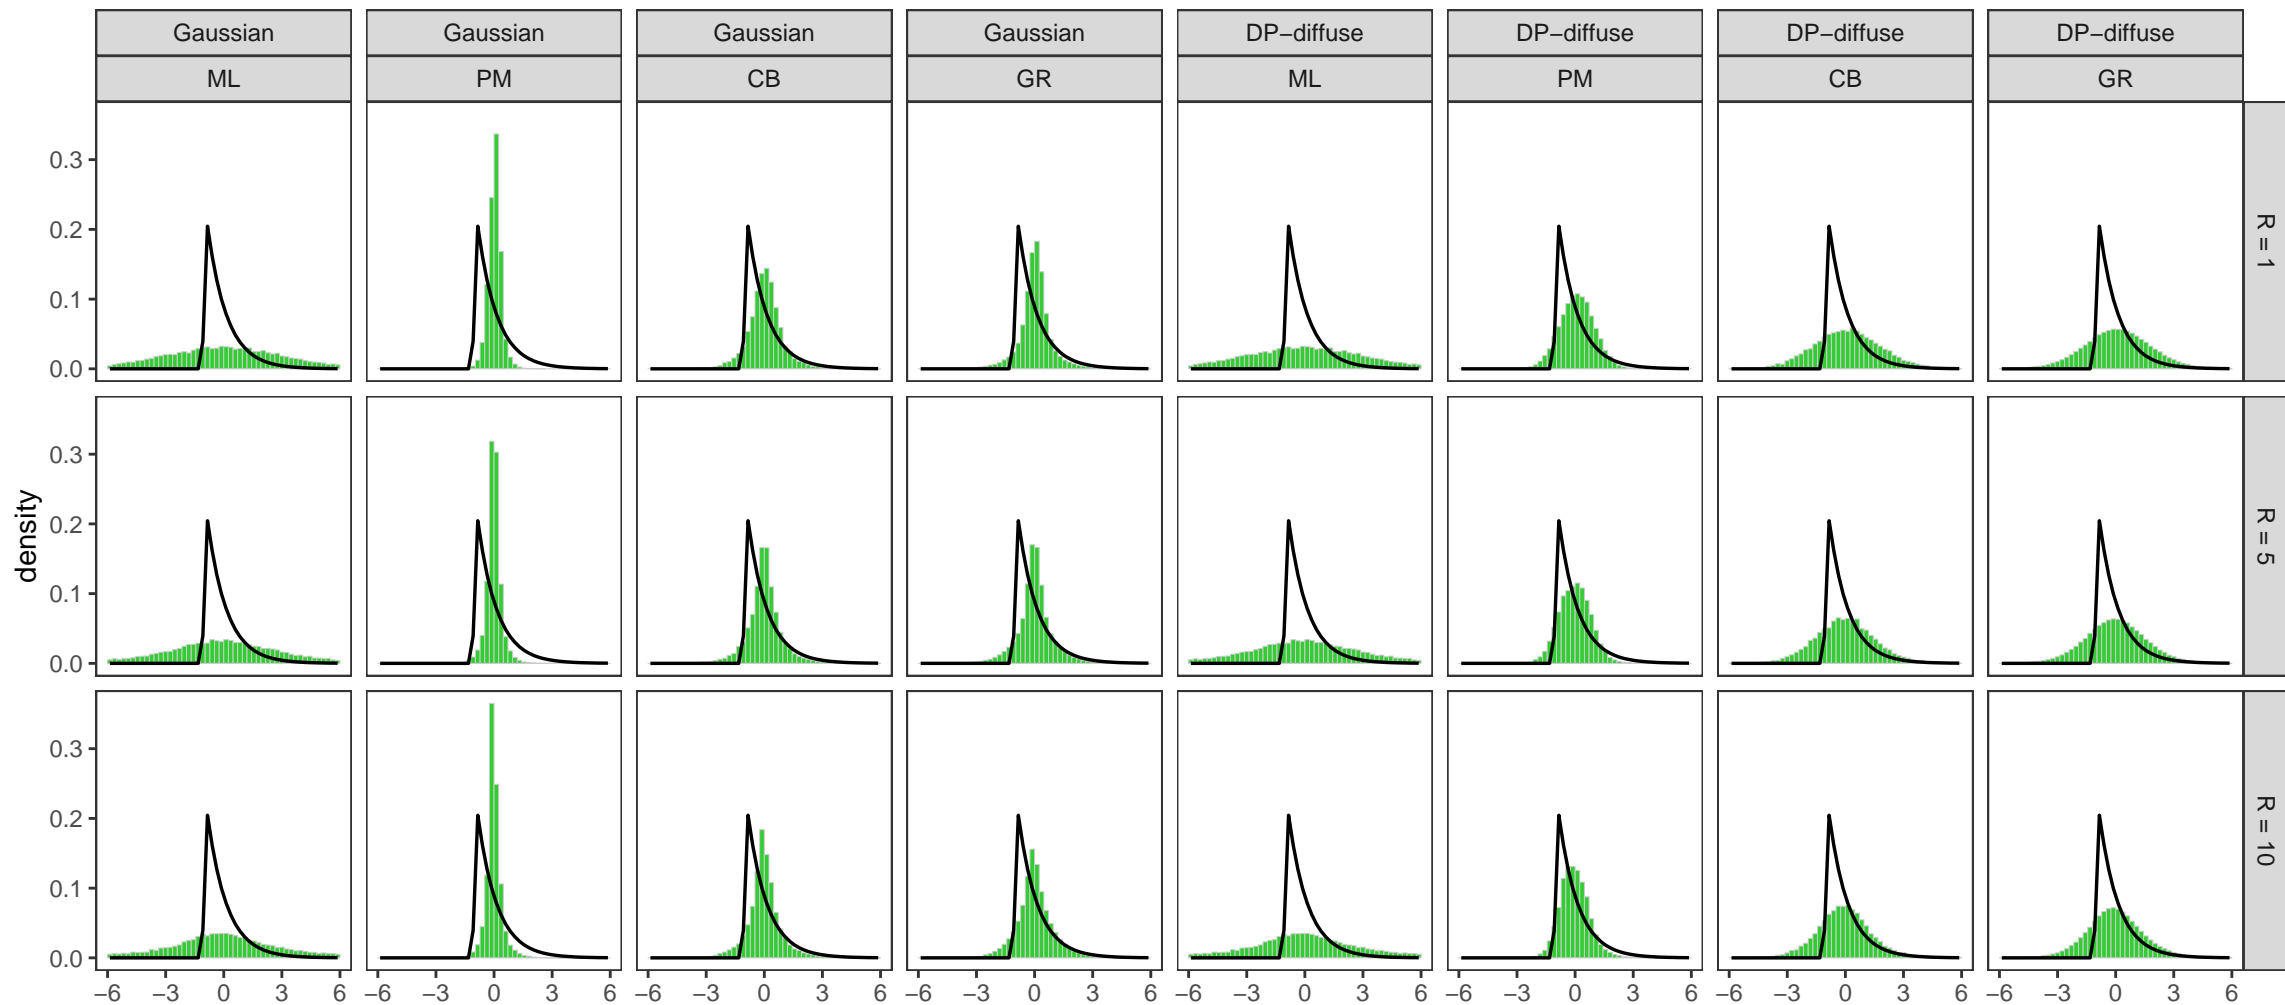 Gaussian Gaussian Gaussian Gaussian DP−diffuse DP−diffuse DP−diffuse DP−diffuse
ML PM CB GR ML PM CB GR
0.3
0.2
0.1
0.0
R = 1
0.3
0.2
0.1
0.0
R = 5
density
0.3
0.2
0.1
0.0
R = 10
−6 −3 0 3 6 −6 −3 0 3 6 −6 −3 0 3 6 −6 −3 0 3 6 −6 −3 0 3 6 −6 −3 0 3 6 −6 −3 0 3 6 −6 −3 0 3 6